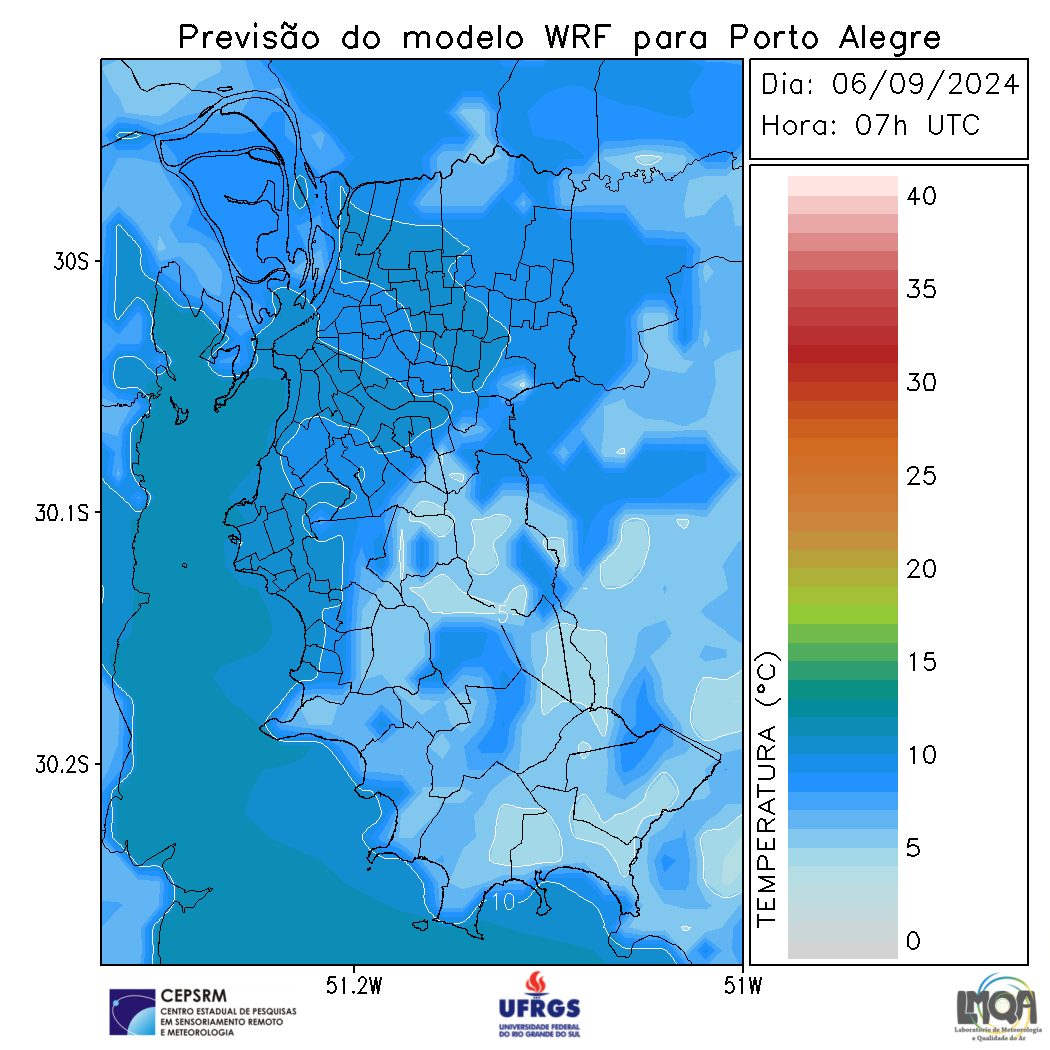 Previsão do modelo WRF para Porto Alegre
Dia: 06/09/2024
Hora: 07h UTC
40
35
30
25
20
15
10
5
0
TEMPERATURA (°C)
30S
30.1S
30.2S
5
10
51.2W
51W
CEPSRM
CENTRO ESTADUAL DE PESQUISAS
EM SENSORIAMENTO REMOTO
E METEOROLOGIA
UFRGS
UNIVERSIDADE FEDERAL
DO RIO GRANDE DO SUL
LMQA
Laboratório de Meteorologia
e Qualidade do Ar